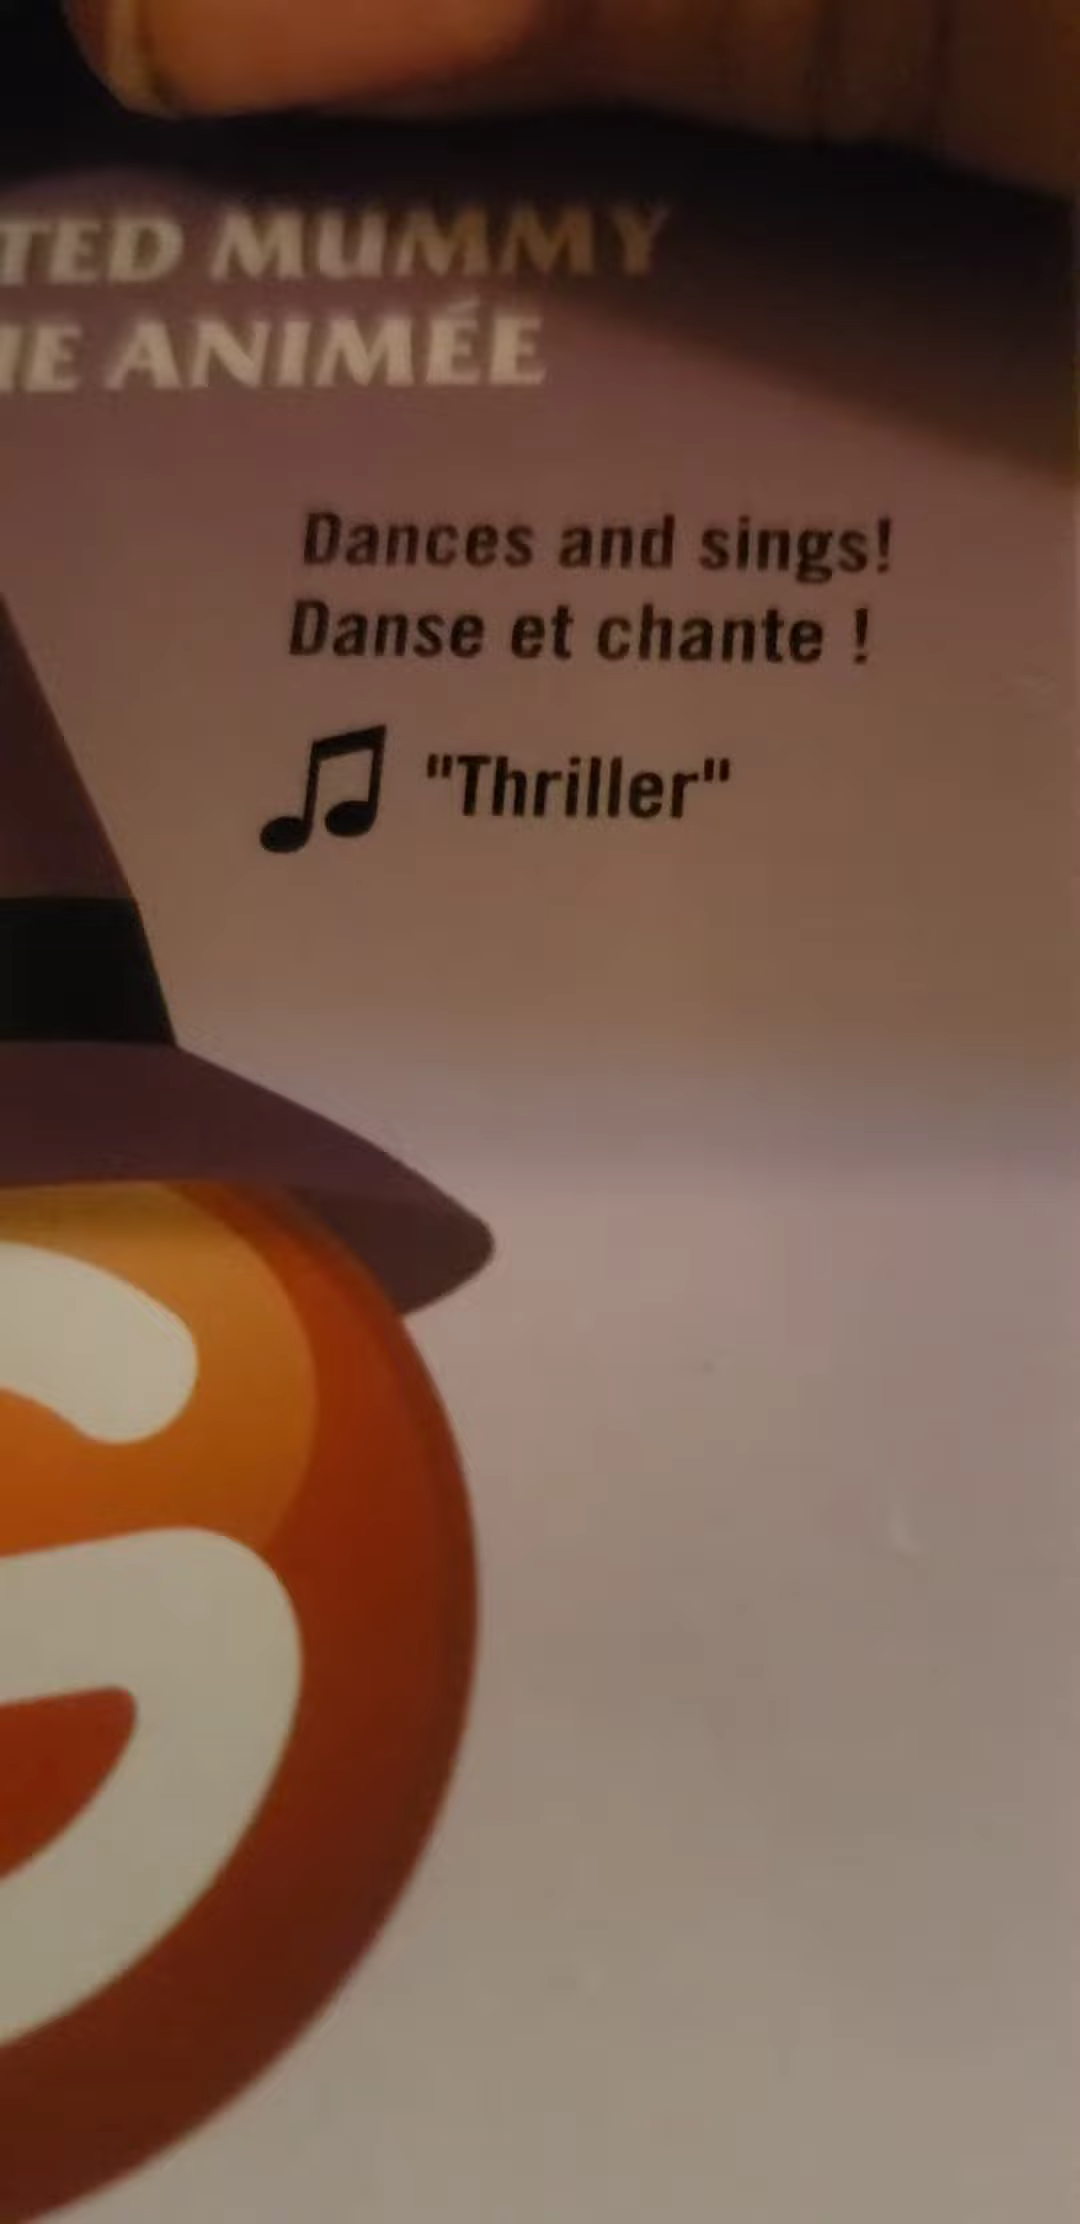 TED MUMMY
IE ANIMÉE
Dances and sings!
Danse et chante !
"Thriller"